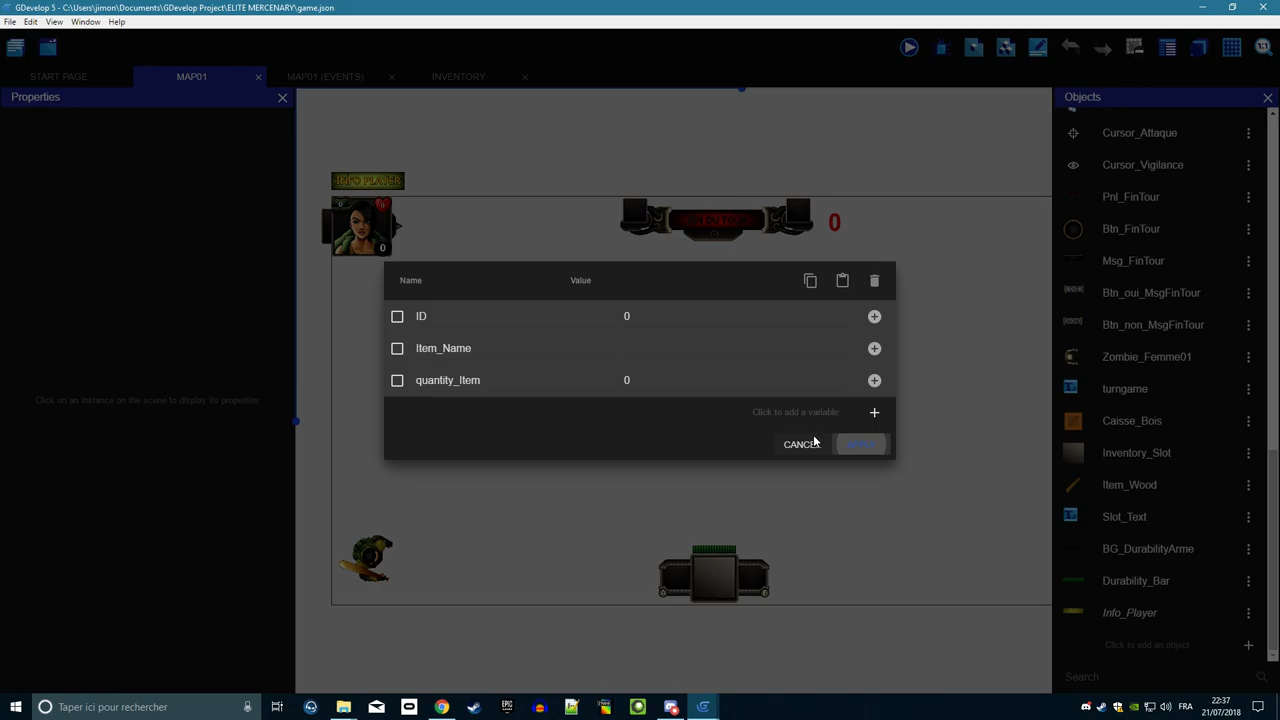 GDevelop 5 - C:\Users\jimon\Documents\GDevelop Project\ELITE MERCENARY\game.json
File Edit View Window Help
START PAGE MAP01 MAP01 (EVENTS) INVENTORY
Properties
Objects
Click on an instance on the scene to display its properties
INFO PLAYER
0 0
0
0
Name Value
ID 0
Item_Name
quantity_Item 0
Click to add a variable:
CANCEL
Cursor_Attaque
Cursor_Vigilance
Pnl_FinTour
Btn_FinTour
Msg_FinTour
Btn_oui_MsgFinTour
Btn_non_MsgFinTour
Zombie_Femme01
turngame
Caisse_Bois
Inventory_Slot
Item_Wood
Slot_Text
BG_DurabilityArme
Durability_Bar
Info_Player
Click to add an object
Search
Taper ici pour rechercher
FRA
22:37
21/07/2018